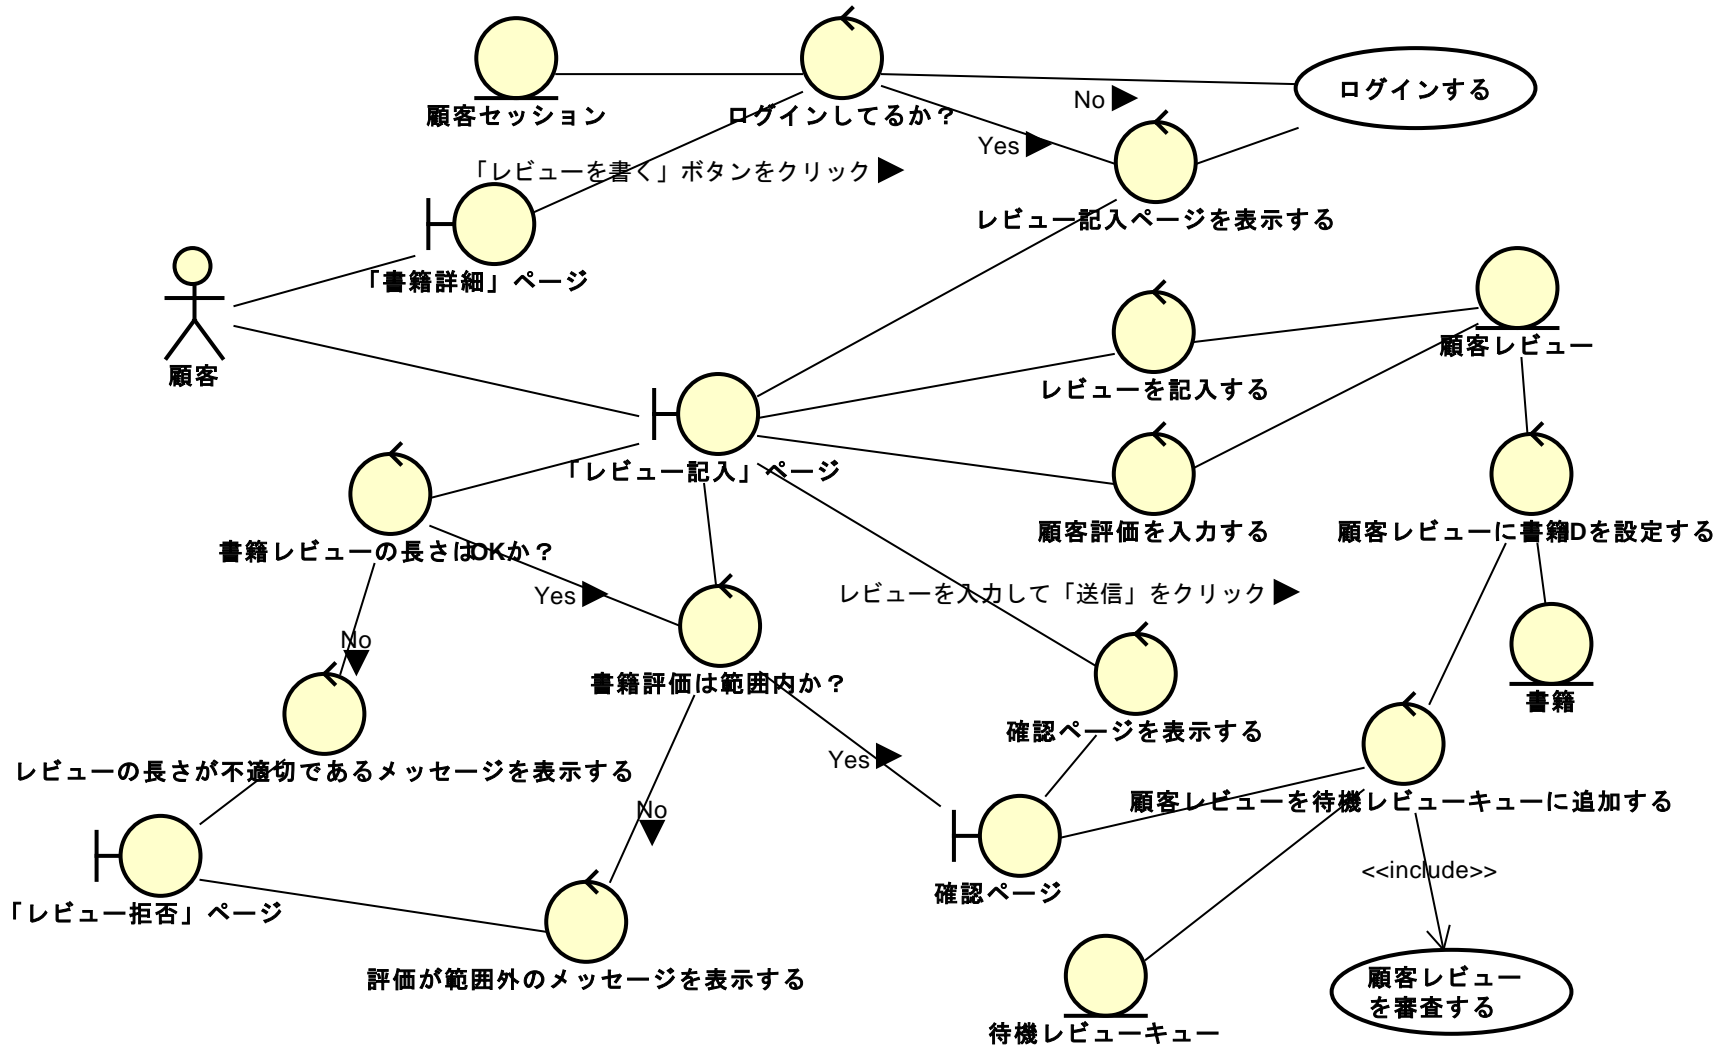 顧客セッション
ログインしてるか？
No
ログインする
Yes
「レビューを書く」ボタンをクリック
レビュー記入ページを表示する
「書籍詳細」ページ
顧客
レビューを記入する
顧客レビュー
「レビュー記入」ページ
顧客評価を入力する
顧客レビューに書籍IDを設定する
書籍レビューの長さはOKか？
Yes
レビューを入力して「送信」をクリック
No
書籍評価は範囲内か？
書籍
確認ページを表示する
レビューの長さが不適切であるメッセージを表示する
Yes
No
顧客レビューを待機レビューキューに追加する
<<include>>
確認ページ
「レビュー拒否」ページ
評価が範囲外のメッセージを表示する
顧客レビュー
を審査する
待機レビューキュー